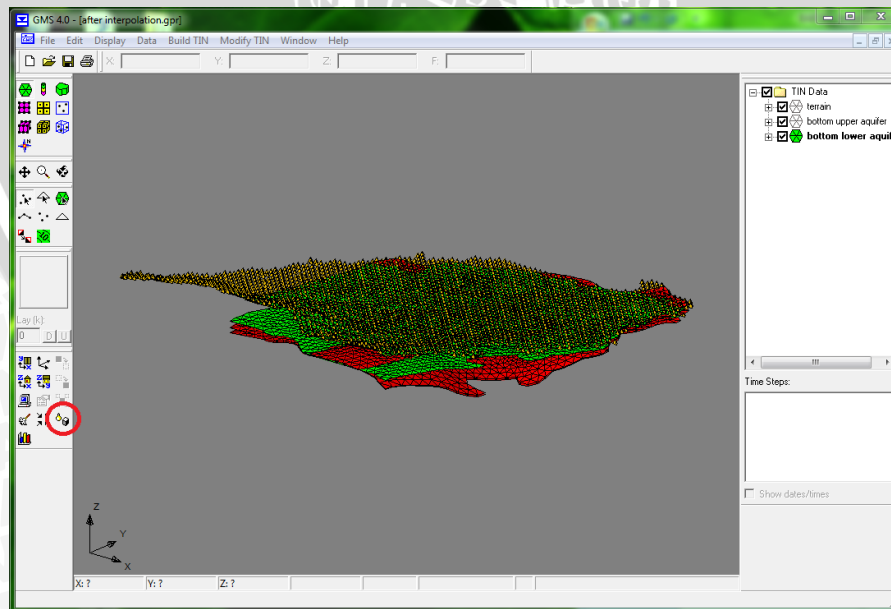 GMS 4.0 - [after interpolation.gpr]
File Edit Display Data Build TIN Modify TIN Window Help
X: Y: Z: F:
TIN Data
terrain
bottom upper aquifer
bottom lower aquif
Lay (k):
0 D U
Time Steps:
Show dates/times
Z
Y
X
X: ? Y: ? Z: ?